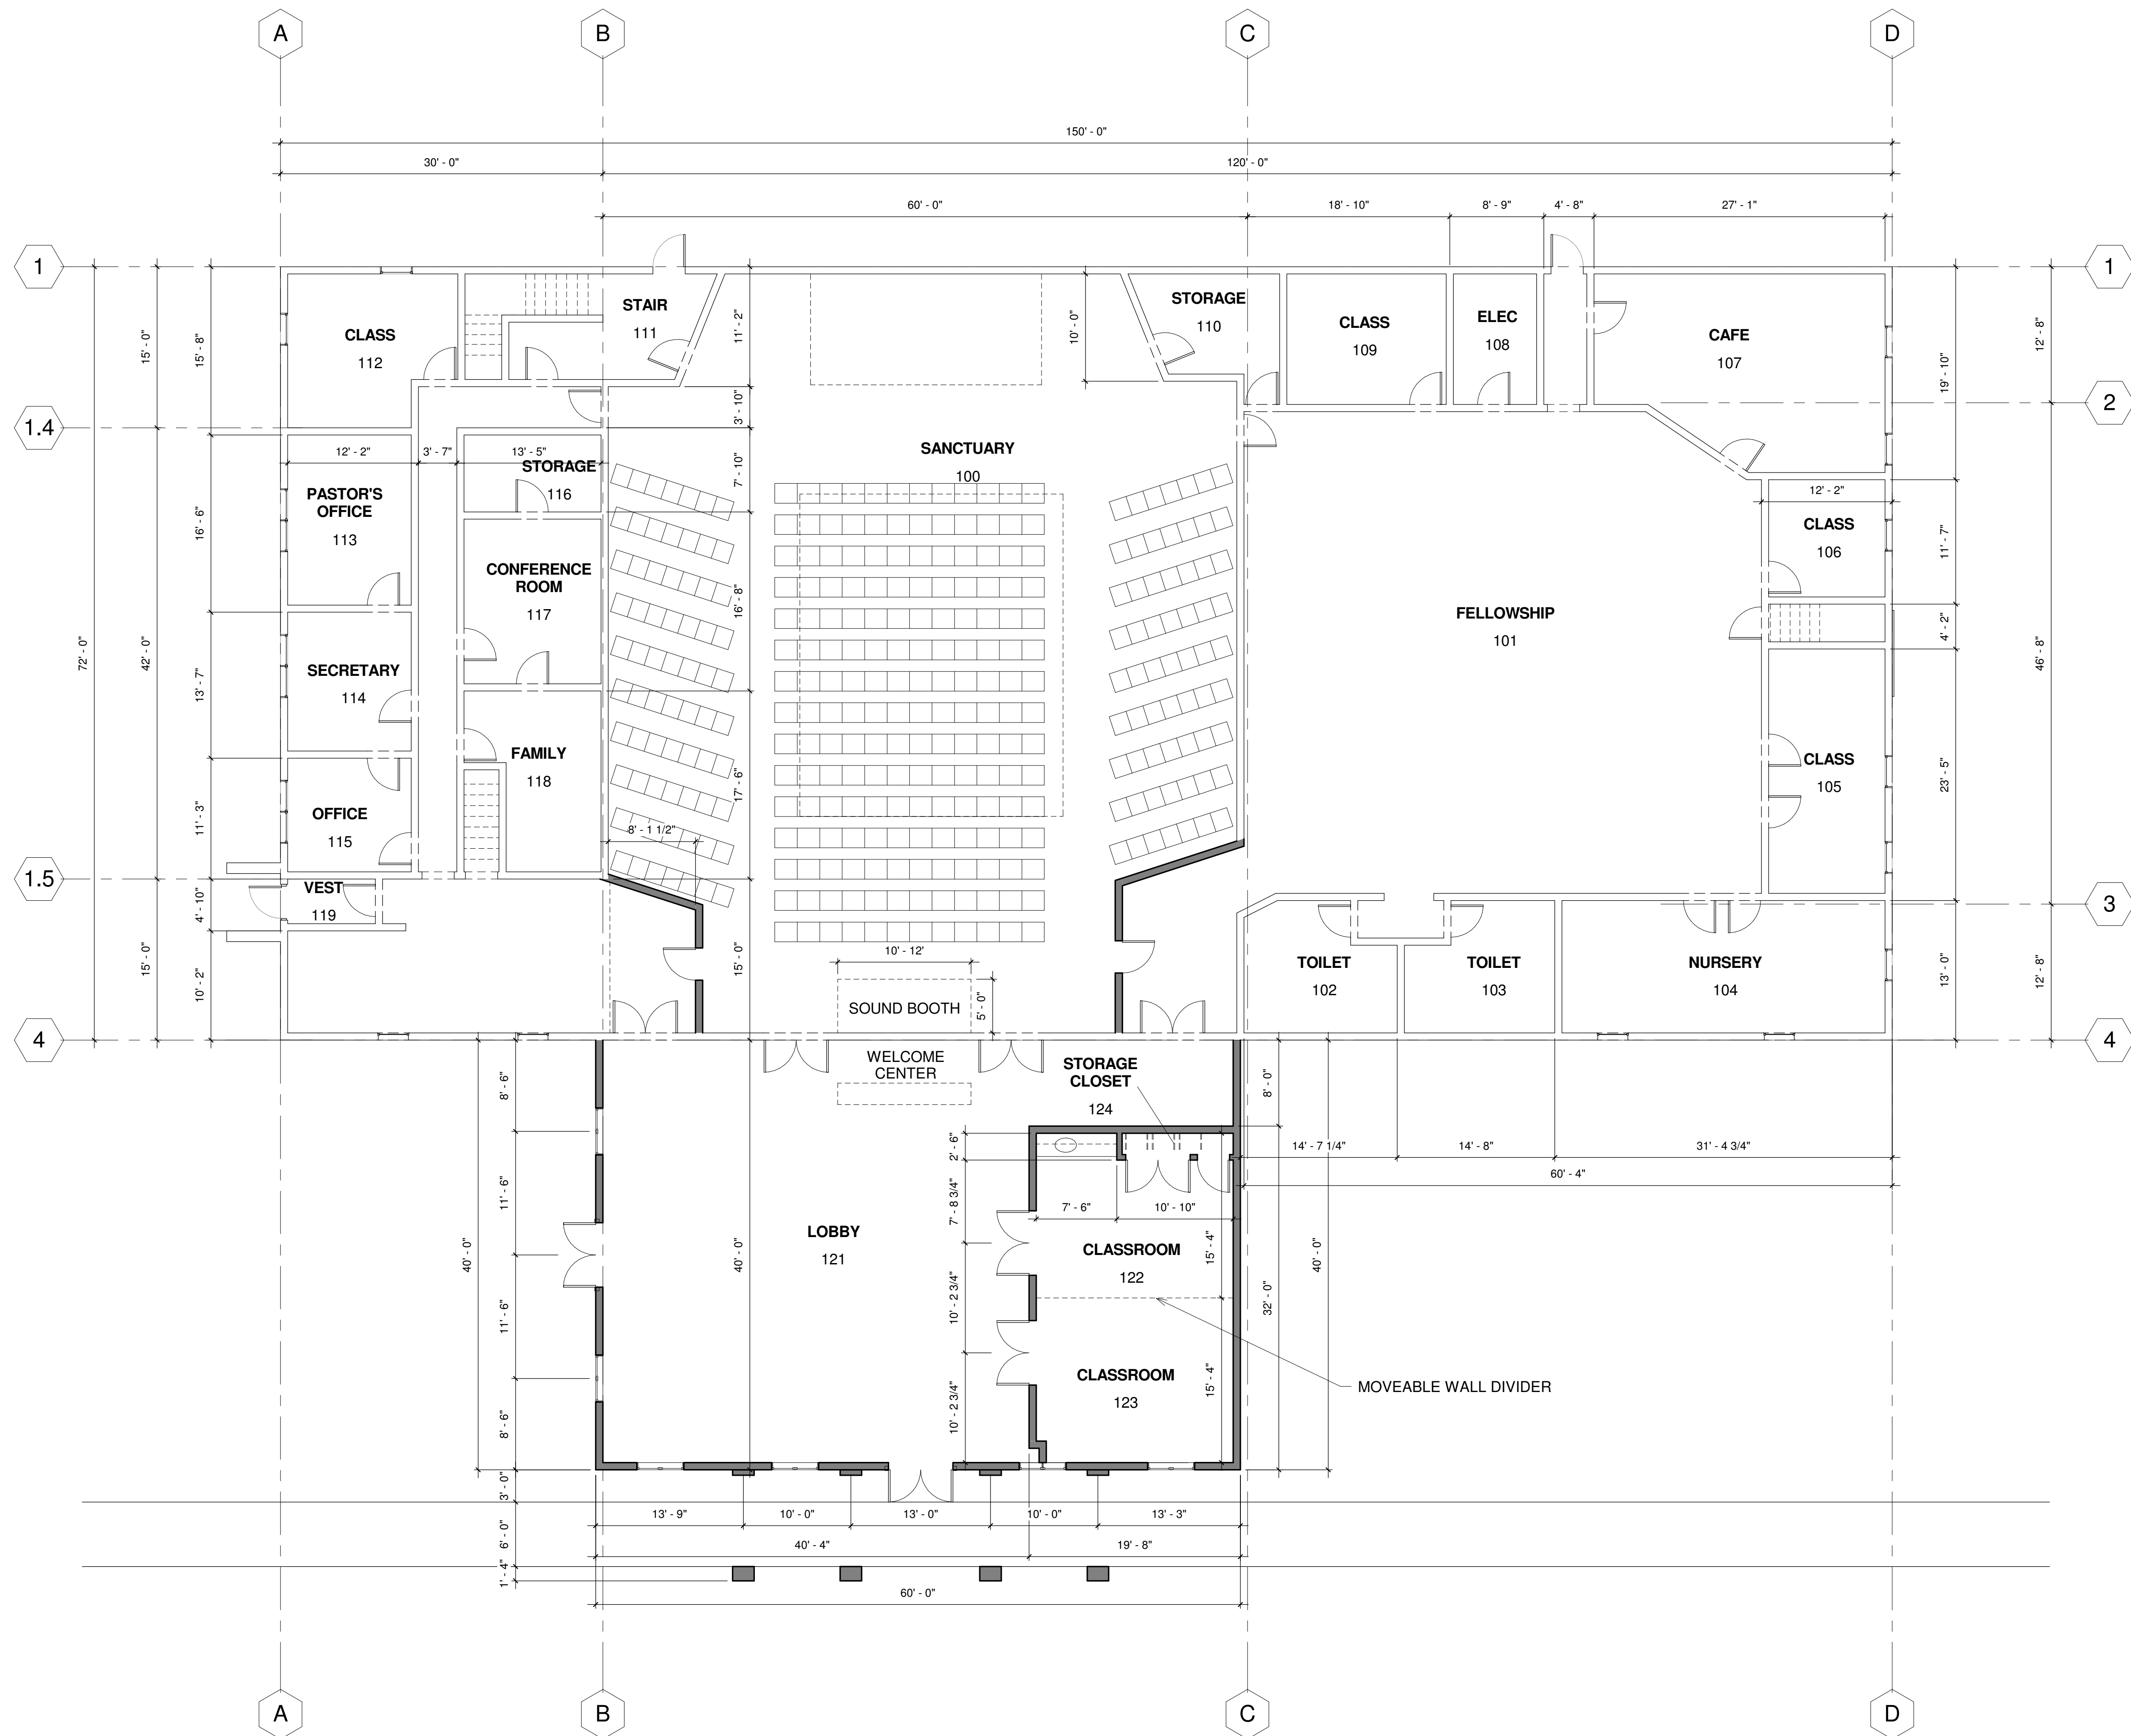 A
B
C
D
150' - 0"
30' - 0"
120' - 0"
60' - 0"
18' - 10"
8' - 9"
4' - 8"
27' - 1"
1
1
15' - 0"
15' - 8"
CLASS
112
STAIR
111
11' - 2"
10' - 0"
STORAGE
110
CLASS
109
ELEC
108
CAFE
107
19' - 10"
12' - 8"
2
1.4
3' - 10"
12' - 2"
3' - 7"
13' - 5"
7' - 10"
SANCTUARY
100
STORAGE
116
PASTOR'S
OFFICE
113
16' - 6"
12' - 2"
CLASS
106
11' - 7"
CONFERENCE
ROOM
117
16' - 8"
FELLOWSHIP
101
4' - 2"
72' - 0"
42' - 0"
46' - 8"
SECRETARY
114
13' - 7"
FAMILY
118
17' - 6"
CLASS
105
23' - 5"
OFFICE
115
11' - 3"
8' - 1 1/2"
1.5
VEST
119
4' - 10"
3
15' - 0"
10' - 2"
15' - 0"
10' - 12'
SOUND BOOTH
5' - 0"
TOILET
102
TOILET
103
NURSERY
104
13' - 0"
12' - 8"
4
4
WELCOME
CENTER
STORAGE
CLOSET
124
8' - 6"
8' - 0"
2' - 6"
14' - 7 1/4"
14' - 8"
31' - 4 3/4"
60' - 4"
11' - 6"
7' - 8 3/4"
7' - 6"
10' - 10"
LOBBY
121
40' - 0"
40' - 0"
CLASSROOM
122
15' - 4"
40' - 0"
32' - 0"
11' - 6"
10' - 2 3/4"
CLASSROOM
123
15' - 4"
MOVEABLE WALL DIVIDER
8' - 6"
10' - 2 3/4"
3' - 0"
13' - 9"
10' - 0"
13' - 0"
10' - 0"
13' - 3"
6' - 0"
40' - 4"
19' - 8"
1' - 4"
60' - 0"
A
B
C
D